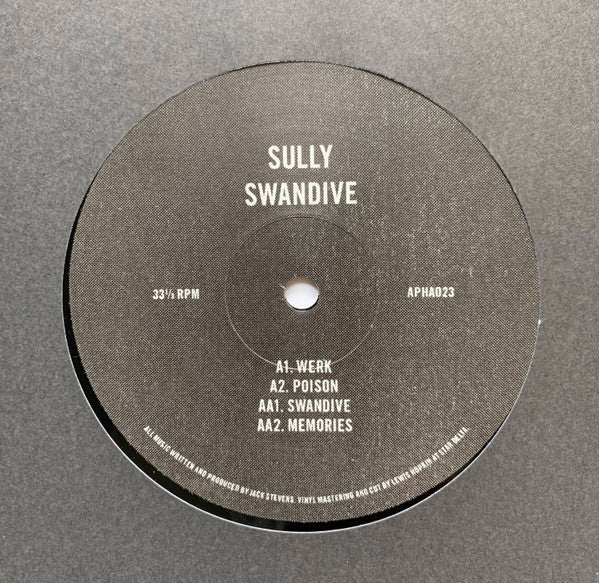 SULLY
SWANDIVE
33⅓ RPM
APHA023
A1. WERK
A2. POISON
AA1. SWANDIVE
AA2. MEMORIES
ALL MUSIC WRITTEN AND PRODUCED BY JACK STEVENS. VINYL MASTERING AND CUT BY LEWIS HOPKIN AT STAR DELTA.